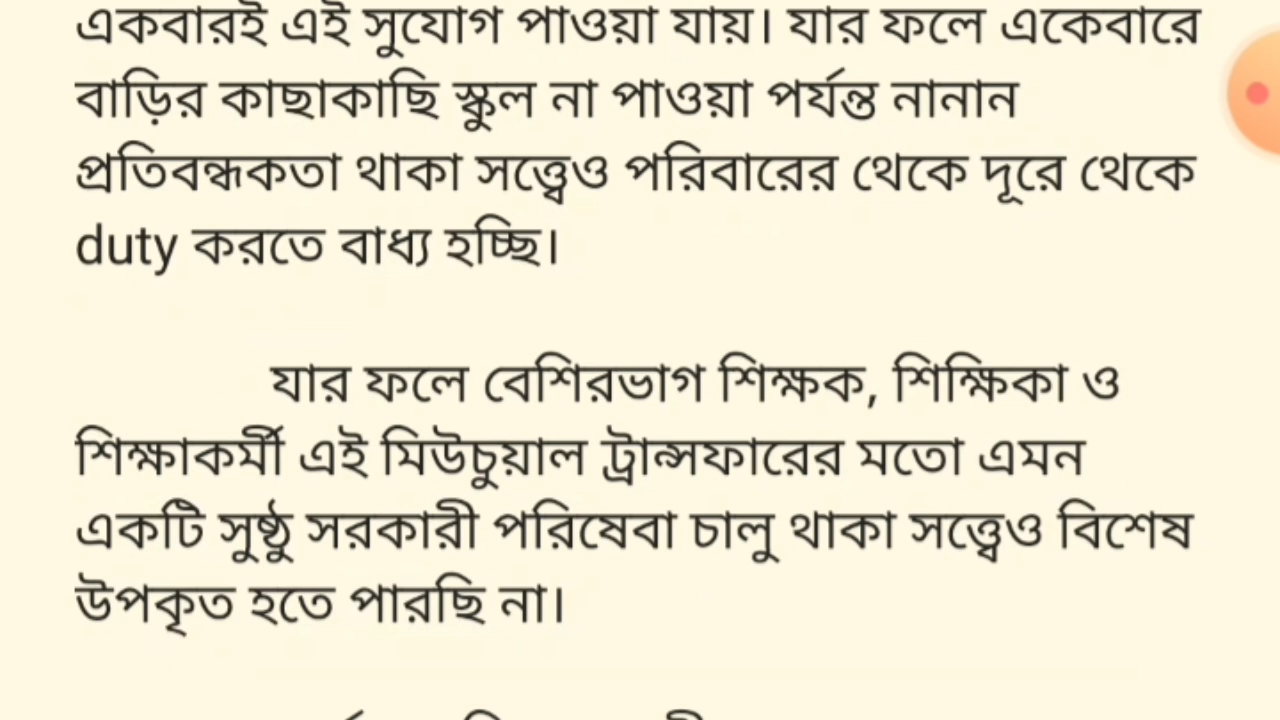 একবারই এই সুযোগ পাওয়া যায়। যার ফলে একেবারে
বাড়ির কাছাকাছি স্কুল না পাওয়া পর্যন্ত নানান
প্রতিবন্ধকতা থাকা সত্ত্বেও পরিবারের থেকে দূরে থেকে
duty করতে বাধ্য হচ্ছি।
যার ফলে বেশিরভাগ শিক্ষক, শিক্ষিকা ও
শিক্ষাকর্মী এই মিউচুয়াল ট্রান্সফারের মতো এমন
একটি সুষ্ঠু সরকারী পরিষেবা চালু থাকা সত্ত্বেও বিশেষ
উপকৃত হতে পারছি না।